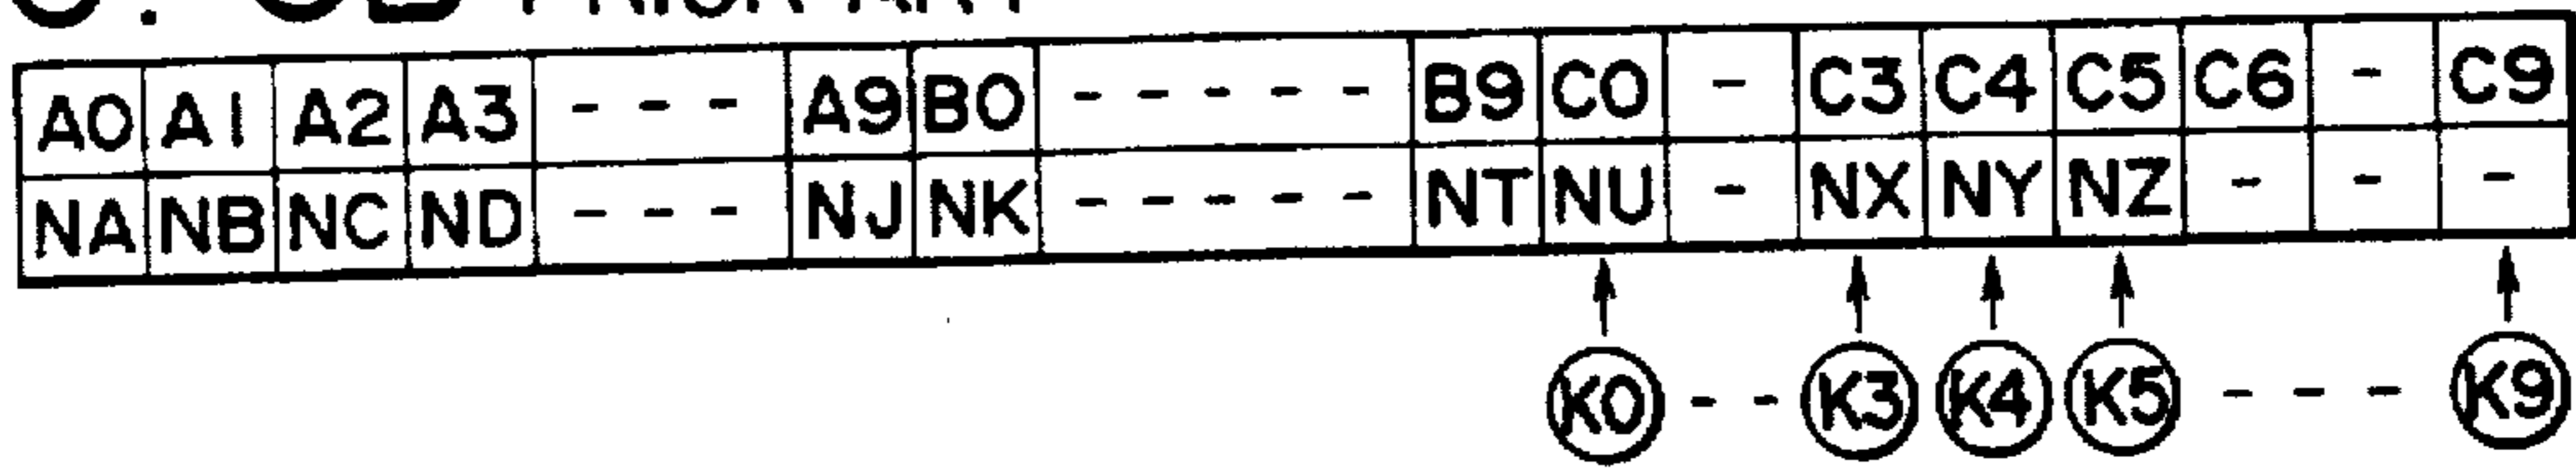 PRIOR ART
A0 A1 A2 A3 - - - A9 B0 - - - - - B9 C0 - C3 C4 C5 C6 - C9
NA NB NC ND - - - NJ NK - - - - - NT NU - NX NY NZ - - -
K0 - - K3 K4 K5 - - - K9